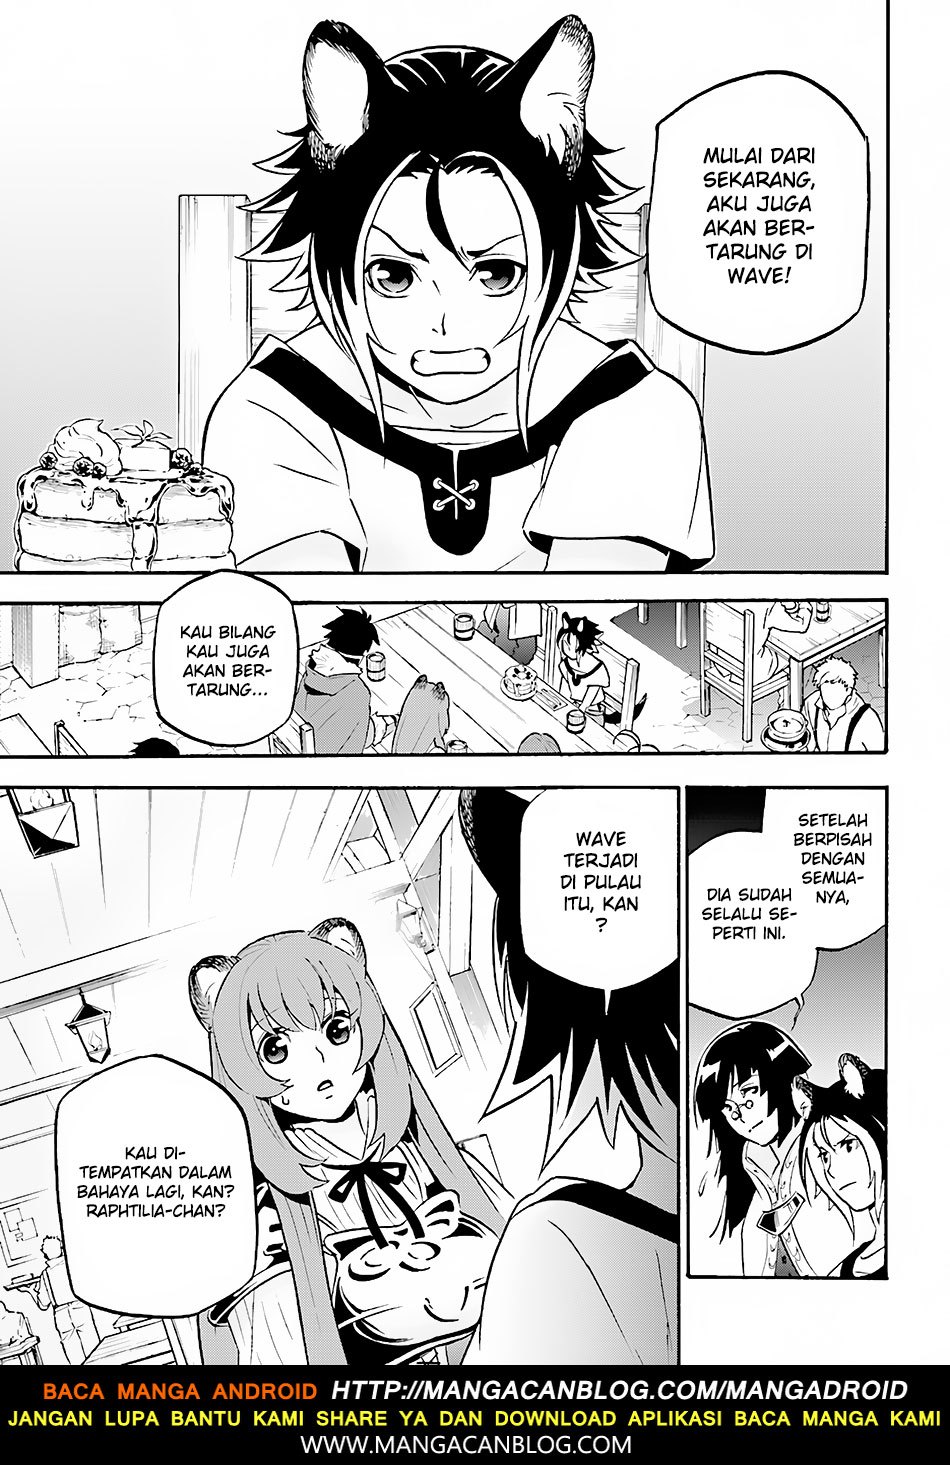 MULAI DARI
SEKARANG,
AKU JUGA
AKAN BER-
TARUNG DI
WAVE!
KAU BILANG
KAU JUGA
AKAN BER-
TARUNG...
SETELAH
BERPISAH
DENGAN
SEMUA-
NYA,
DIA SUDAH
SELALU SE-
PERTI INI.
WAVE
TERJADI
DI PULAU
ITU, KAN
?
KAU DI-
TEMPATKAN DALAM
BAHAYA LAGI, KAN?
RAPHTILIA-CHAN?
BACA MANGA ANDROID HTTP://MANGACANBLOG.COM/MANGADROID
JANGAN LUPA BANTU KAMI SHARE YA DAN DOWNLOAD APLIKASI BACA MANGA KAMI
WWW.MANGACANBLOG.COM